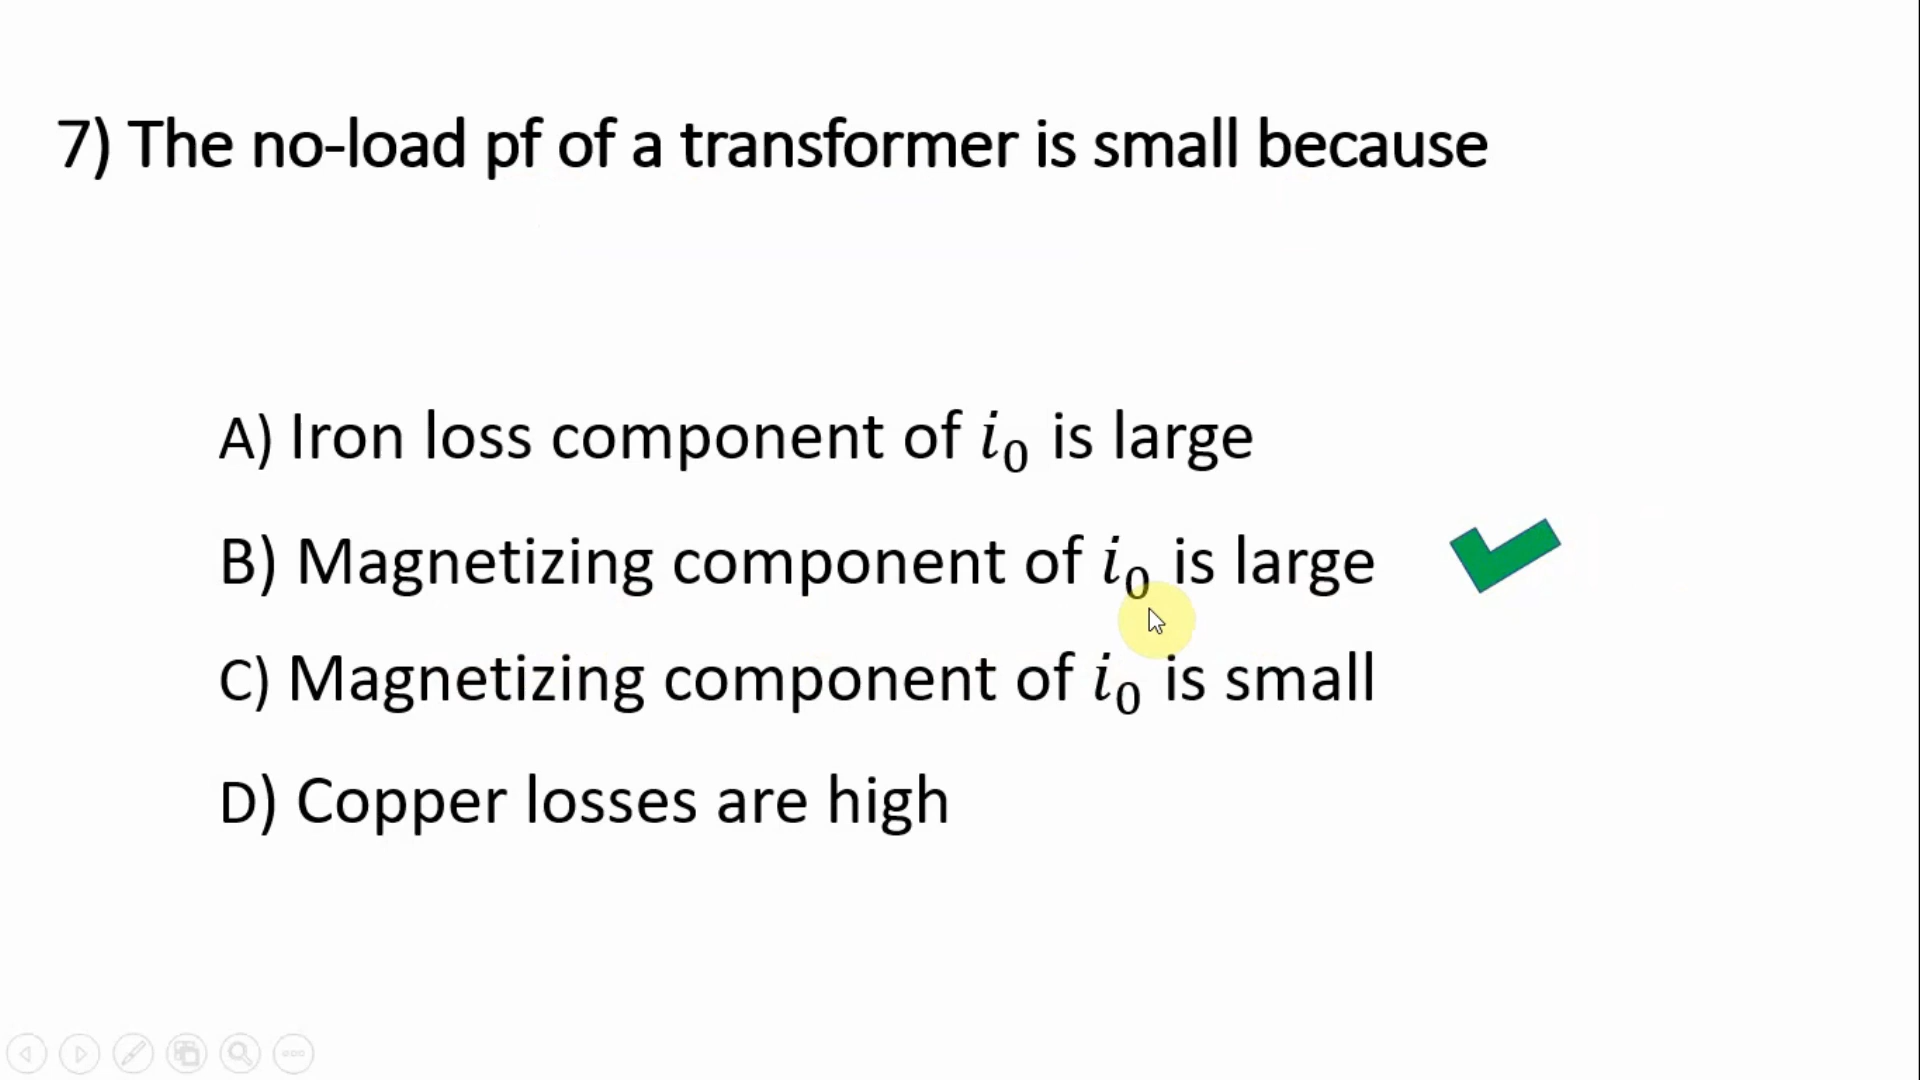 7) The no-load pf of a transformer is small because
A) Iron loss component of i₀ is large
B) Magnetizing component of i₀ is large
C) Magnetizing component of i₀ is small
D) Copper losses are high